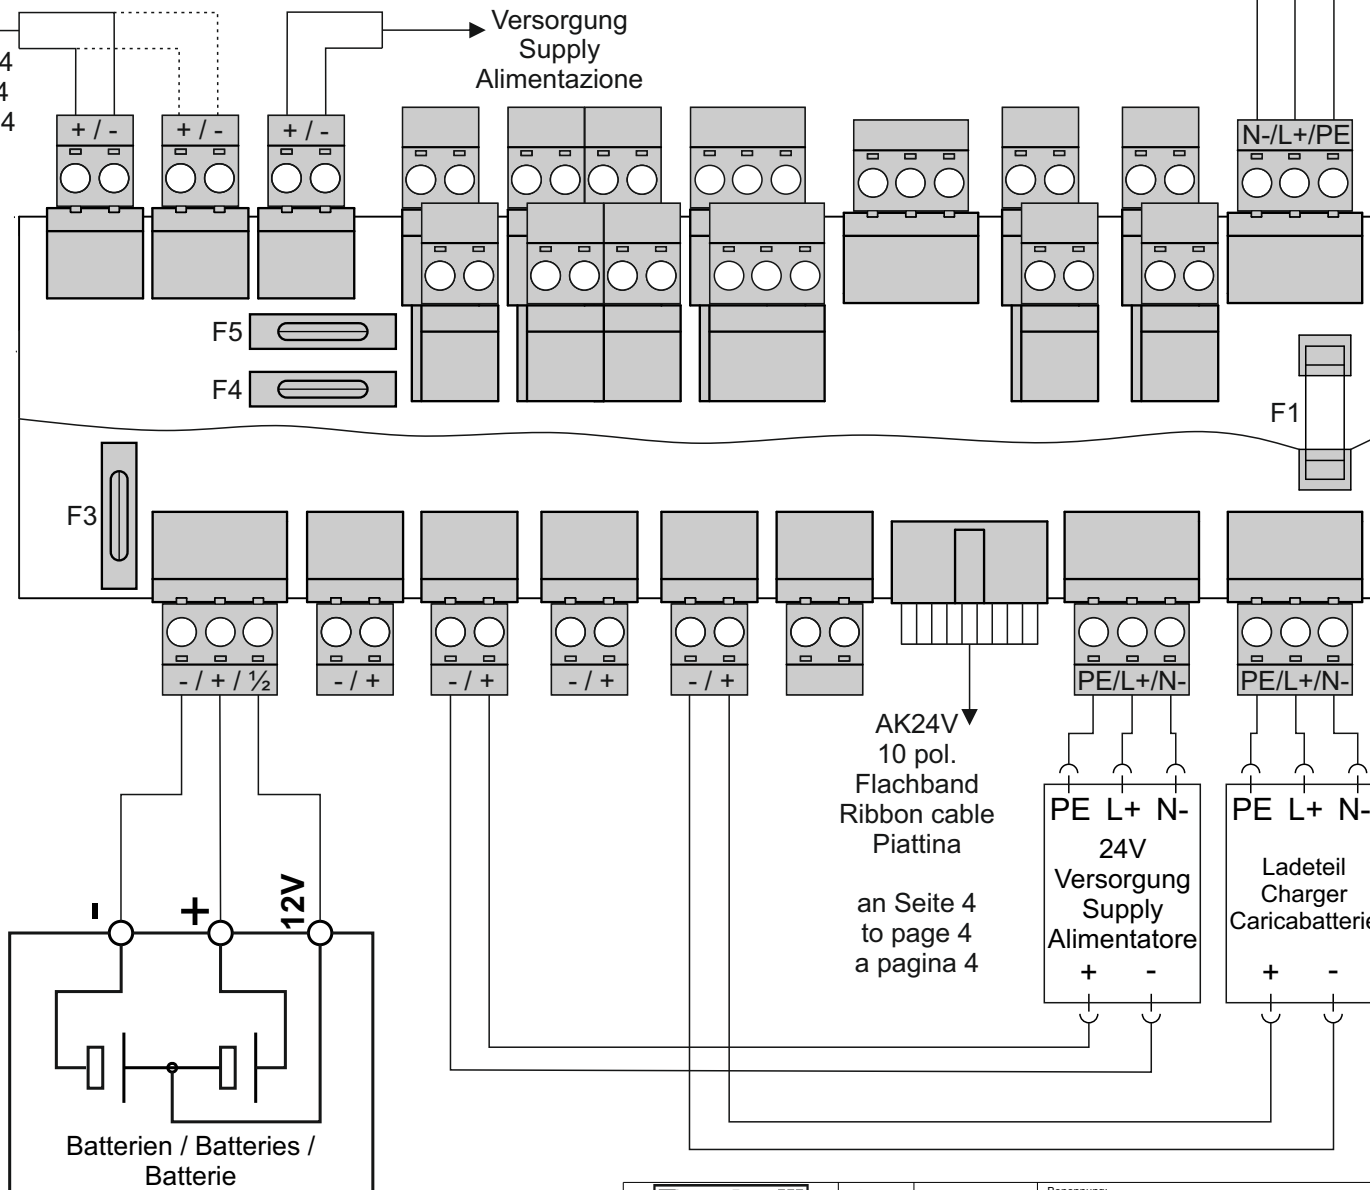 Versorgung
Supply
Alimentazione
4
4
4
+ / -
+ / -
+ / -
N-/L+/PE
F5
F4
F1
F3
- / + / ½
- / +
- / +
- / +
- / +
PE/L+/N-
PE/L+/N-
AK24V
10 pol.
Flachband
Ribbon cable
Piattina
an Seite 4
to page 4
a pagina 4
PE L+ N-
24V
Versorgung
Supply
Alimentatore
+ -
PE L+ N-
Ladeteil
Charger
Caricabatterie
+ -
- + 12V
Batterien / Batteries /
Batterie